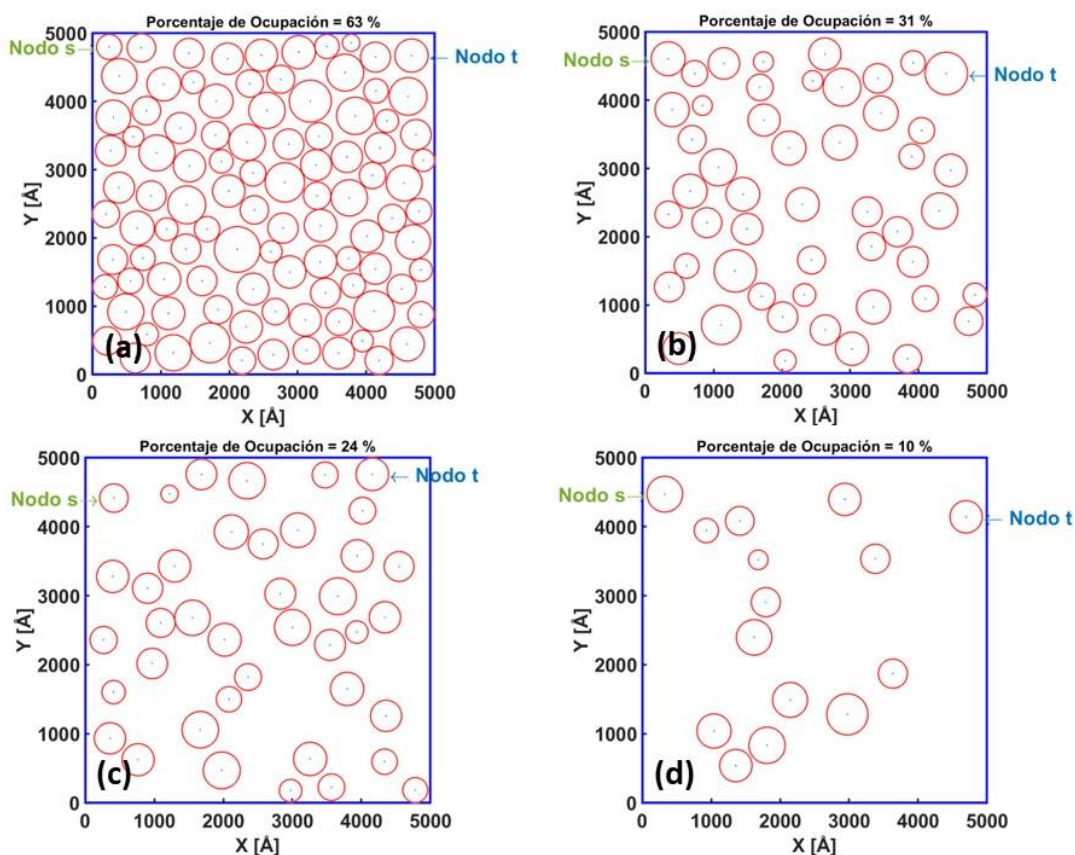 Porcentaje de Ocupación = 63 %
5000
4000
3000
2000
1000
0
Y [Å]
Nodo s
Nodo t
(a)
0 1000 2000 3000 4000 5000
X [Å]
Porcentaje de Ocupación = 31 %
5000
4000
3000
2000
1000
0
Y [Å]
Nodo s
Nodo t
(b)
0 1000 2000 3000 4000 5000
X [Å]
Porcentaje de Ocupación = 24 %
5000
4000
3000
2000
1000
0
Y [Å]
Nodo s
Nodo t
(c)
0 1000 2000 3000 4000 5000
X [Å]
Porcentaje de Ocupación = 10 %
5000
4000
3000
2000
1000
0
Y [Å]
Nodo s
Nodo t
(d)
0 1000 2000 3000 4000 5000
X [Å]